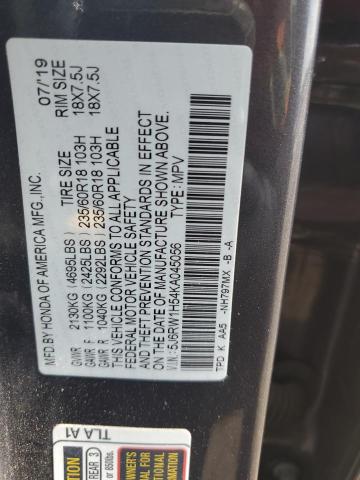 MFD.BY HONDA OF AMERICA MFG.,INC. 07/'19
TIRE SIZE RIM SIZE
GVWR 2130KG (4695LBS)
GAWR F 1100KG (2425LBS) 235/60R18 103H 18X7.5J
GAWR R 1040KG (2292LBS) 235/60R18 103H 18X7.5J
THIS VEHICLE CONFORMS TO ALL APPLICABLE
FEDERAL MOTOR VEHICLE SAFETY
AND THEFT PREVENTION STANDARDS IN EFFECT
ON THE DATE OF MANUFACTURE SHOWN ABOVE.
V.I.N.: 5J6RW1H54KA045056 TYPE: MPV
TPD K AA5 -NH797MX -B -A
TLA A1
REAR 3